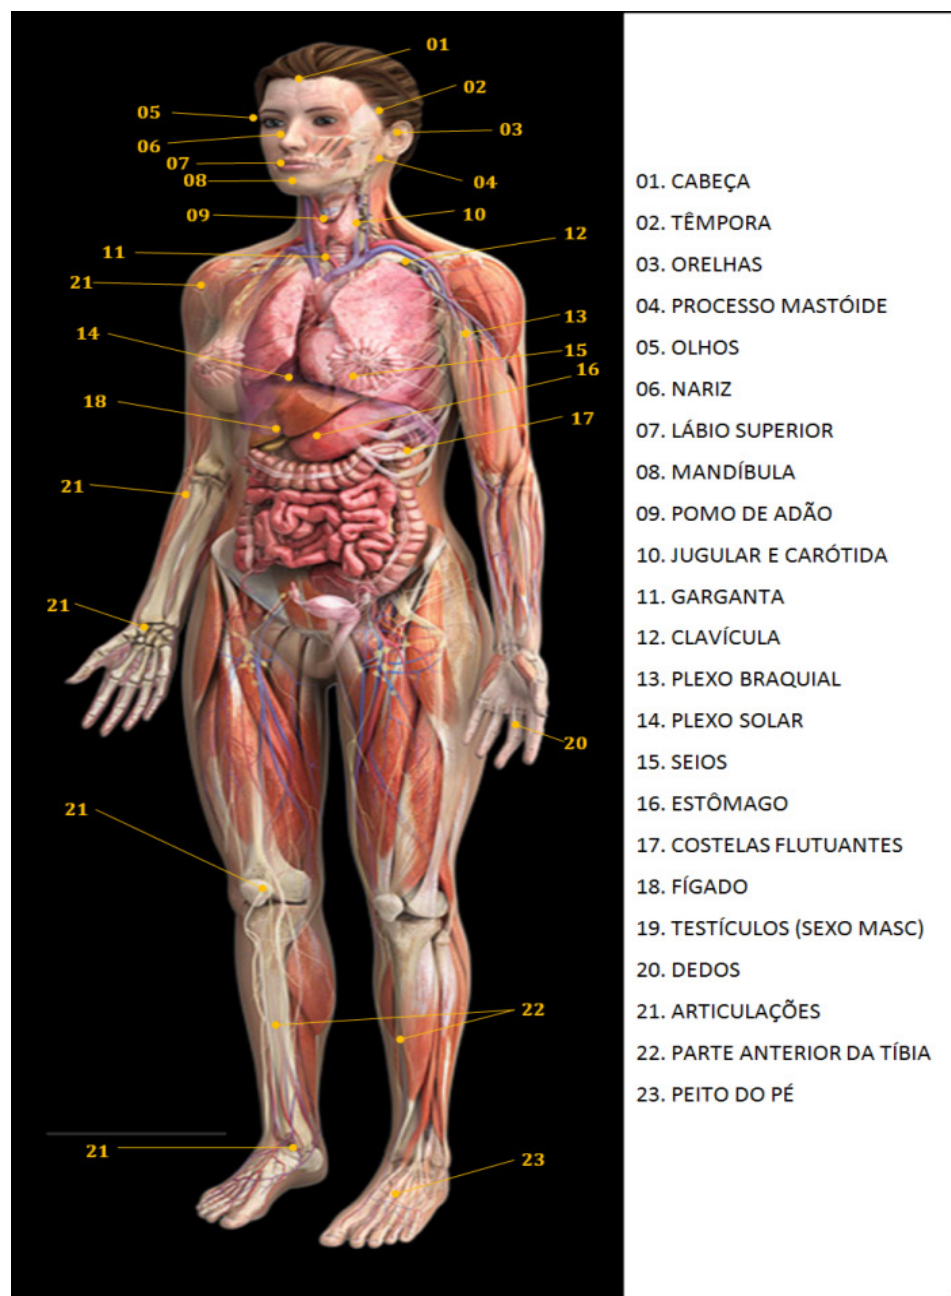 01
02
05
03
06
07
04
08
09
10
12
11
21
13
14
15
16
18
17
21
21
20
21
22
21
23
01. CABEÇA
02. TÊMPORA
03. ORELHAS
04. PROCESSO MASTÓIDE
05. OLHOS
06. NARIZ
07. LÁBIO SUPERIOR
08. MANDÍBULA
09. POMO DE ADÃO
10. JUGULAR E CARÓTIDA
11. GARGANTA
12. CLAVÍCULA
13. PLEXO BRAQUIAL
14. PLEXO SOLAR
15. SEIOS
16. ESTÔMAGO
17. COSTELAS FLUTUANTES
18. FÍGADO
19. TESTÍCULOS (SEXO MASC)
20. DEDOS
21. ARTICULAÇÕES
22. PARTE ANTERIOR DA TÍBIA
23. PEITO DO PÉ